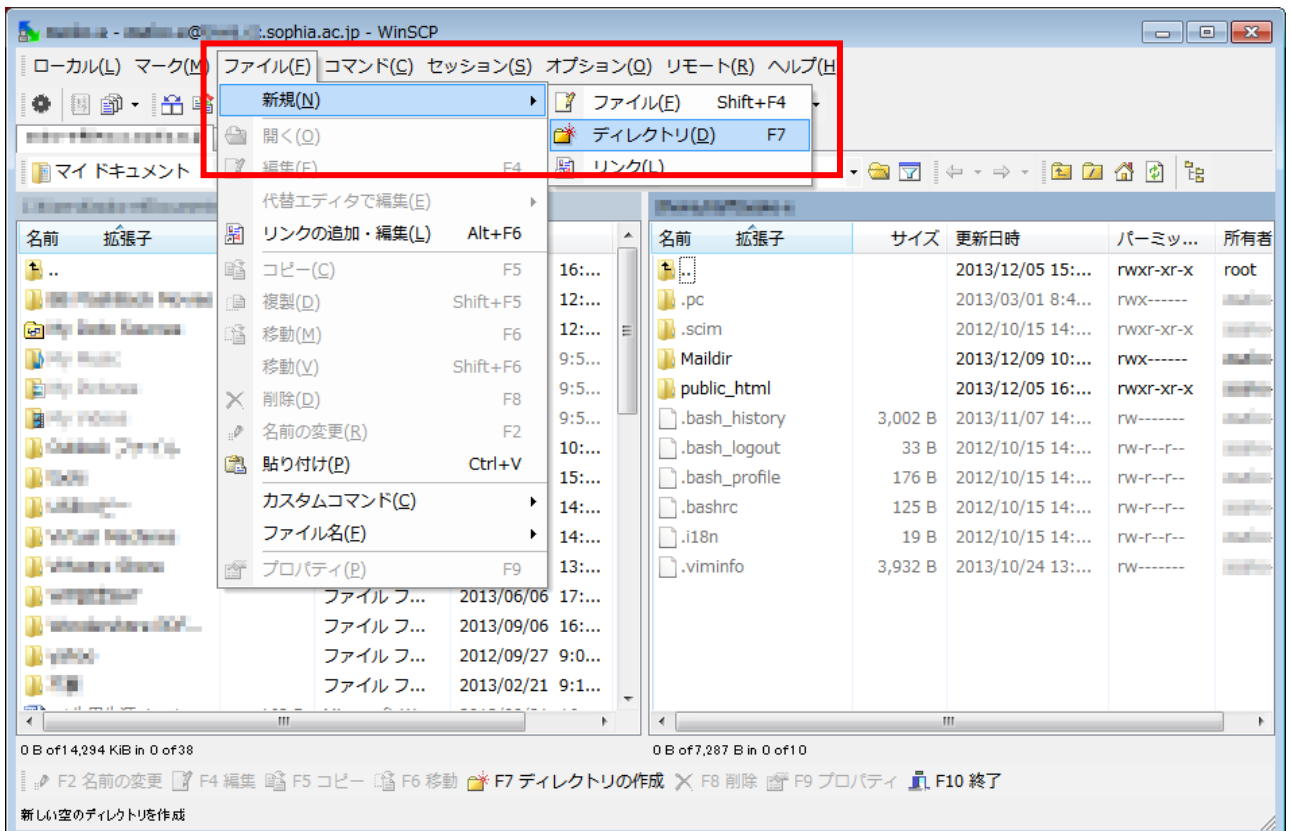 .sophia.ac.jp - WinSCP
ローカル(L) マーク(M) ファイル(F) コマンド(C) セッション(S) オプション(O) リモート(R) ヘルプ(H
新規(N)
ファイル(F) Shift+F4
開く(O)
ディレクトリ(D) F7
マイ ドキュメント
編集(E) F4
リンク(L)
代替エディタで編集(E)
リンクの追加・編集(L) Alt+F6
コピー(C) F5
複製(D) Shift+F5
移動(M) F6
移動(V) Shift+F6
削除(D) F8
名前の変更(R) F2
貼り付け(P) Ctrl+V
カスタムコマンド(C)
ファイル名(F)
プロパティ(P) F9
名前 拡張子
..
16:...
12:...
12:...
9:5...
9:5...
9:5...
10:...
15:...
14:...
14:...
13:...
ファイル フ... 2013/06/06 17:...
ファイル フ... 2013/09/06 16:...
ファイル フ... 2012/09/27 9:0...
ファイル フ... 2013/02/21 9:1...
名前 拡張子 サイズ 更新日時 パーミッ... 所有者
.. 2013/12/05 15:... rwxr-xr-x root
.pc 2013/03/01 8:4... rwx------
.scim 2012/10/15 14:... rwxr-xr-x
Maildir 2013/12/09 10:... rwx------
public_html 2013/12/05 16:... rwxr-xr-x
.bash_history 3,002 B 2013/11/07 14:... rw-------
.bash_logout 33 B 2012/10/15 14:... rw-r--r--
.bash_profile 176 B 2012/10/15 14:... rw-r--r--
.bashrc 125 B 2012/10/15 14:... rw-r--r--
.i18n 19 B 2012/10/15 14:... rw-r--r--
.viminfo 3,932 B 2013/10/24 13:... rw-------
0 B of 14,294 KiB in 0 of 38
0 B of 7,287 B in 0 of 10
F2 名前の変更 F4 編集 F5 コピー F6 移動 F7 ディレクトリの作成 F8 削除 F9 プロパティ F10 終了
新しい空のディレクトリを作成